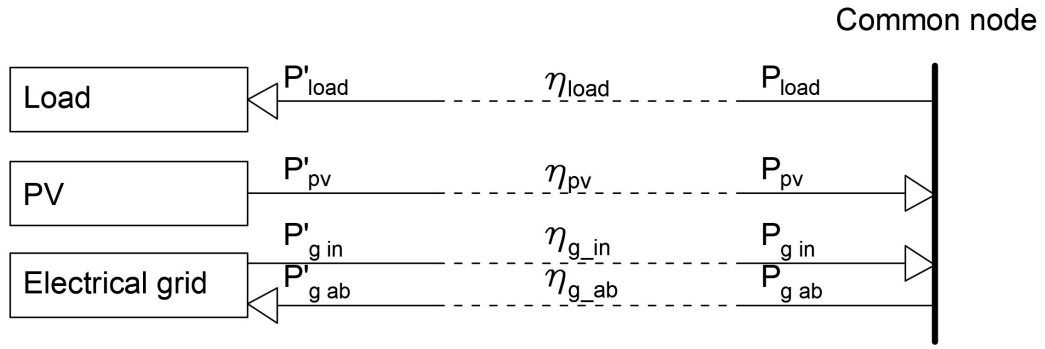 Common node
Load P'load ηload Pload
PV P'pv ηpv Ppv
P'g in ηg_in Pg in
Electrical grid P'g ab ηg_ab Pg ab